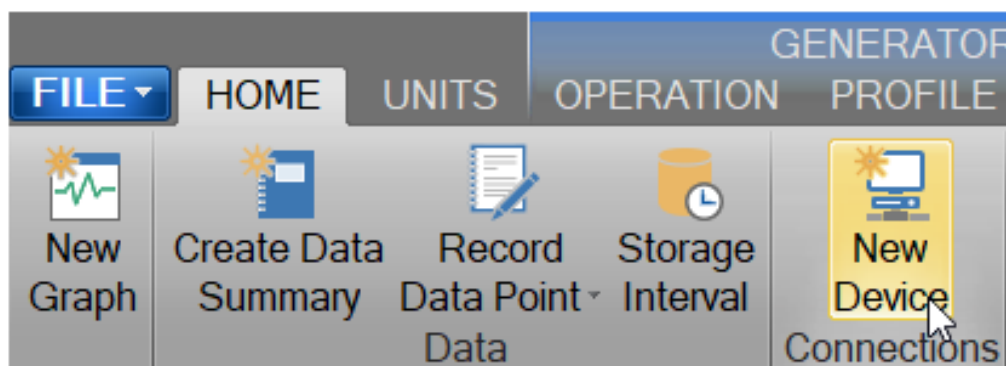 GENERATOR
FILE HOME UNITS OPERATION PROFILE
New Graph
Create Data Summary
Record Data Point
Storage Interval
New Device
Data
Connections